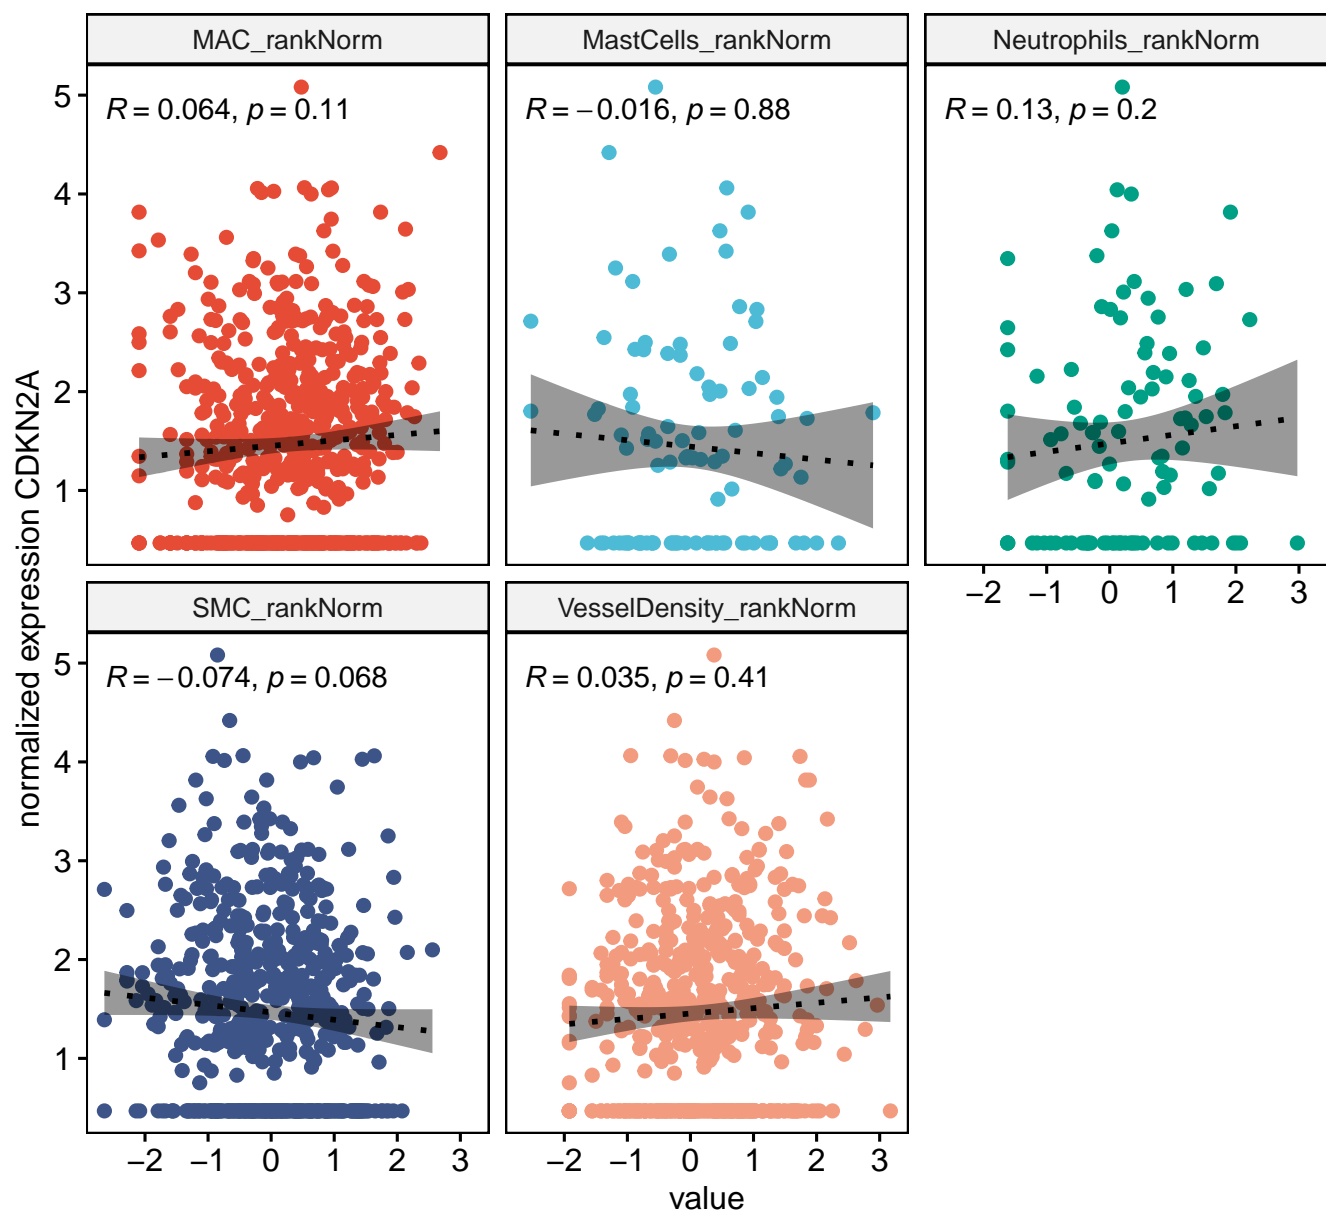 MAC_rankNorm
MastCells_rankNorm
Neutrophils_rankNorm
R = 0.064, p = 0.11
R = −0.016, p = 0.88
R = 0.13, p = 0.2
5
4
3
2
1
−2 −1 0 1 2 3
normalized expression CDKN2A
SMC_rankNorm
VesselDensity_rankNorm
R = −0.074, p = 0.068
R = 0.035, p = 0.41
5
4
3
2
1
−2 −1 0 1 2 3
−2 −1 0 1 2 3
value